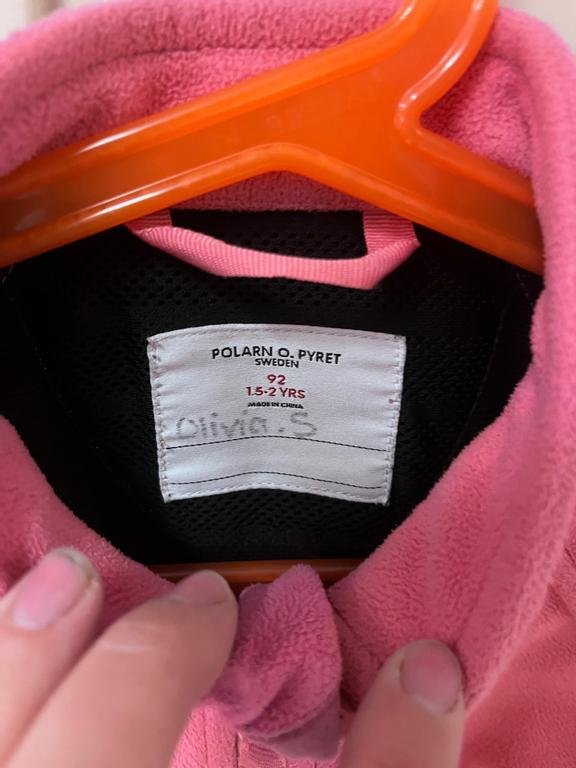 POLARN O. PYRET
SWEDEN
92
1.5-2 YRS
MADE IN CHINA
Olivia.S